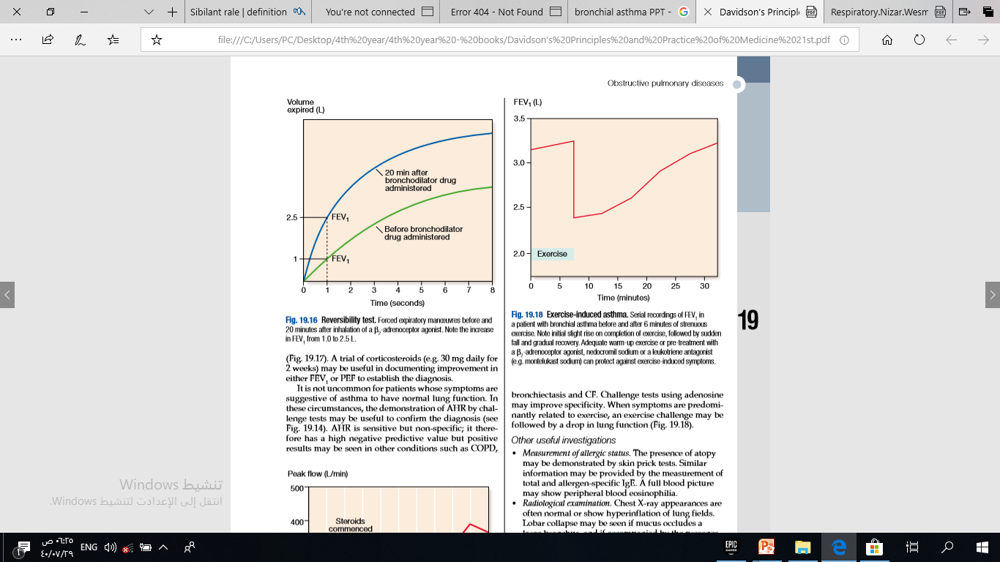 Sibilant rale | definition
You're not connected
Error 404 - Not Found
bronchial asthma PPT -
Davidson's Principl
Respiratory.Nizar.Wesm
file:///C:/Users/PC/Desktop/4th%20year/4th%20year%20-%20books/Davidson's%20Principles%20and%20Practice%20of%20Medicine%2021st.pdf
Obstructive pulmonary diseases
Volume
expired (L)
2.5
1
FEV₁
FEV₁
20 min after
bronchodilator drug
administered
Before bronchodilator
drug administered
0 1 2 3 4 5 6 7 8
Time (seconds)
Fig. 19.16 Reversibility test. Forced expiratory manœuvres before and
20 minutes after inhalation of a β₂-adrenoceptor agonist. Note the increase
in FEV₁ from 1.0 to 2.5 L.
(Fig. 19.17). A trial of corticosteroids (e.g. 30 mg daily for
2 weeks) may be useful in documenting improvement in
either FEV₁ or PEF to establish the diagnosis.
It is not uncommon for patients whose symptoms are
suggestive of asthma to have normal lung function. In
these circumstances, the demonstration of AHR by chal-
lenge tests may be useful to confirm the diagnosis (see
Fig. 19.14). AHR is sensitive but non-specific; it there-
fore has a high negative predictive value but positive
results may be seen in other conditions such as COPD,
Peak flow (L/min)
500
400
Steroids
commenced
FEV₁ (L)
3.5
3.0
2.5
2.0
Exercise
0 5 10 15 20 25 30
Time (minutes)
Fig. 19.18 Exercise-induced asthma. Serial recordings of FEV₁ in
a patient with bronchial asthma before and after 6 minutes of strenuous
exercise. Note initial slight rise on completion of exercise, followed by sudden
fall and gradual recovery. Adequate warm-up exercise or pre-treatment with
a β₂-adrenoceptor agonist, nedocromil sodium or a leukotriene antagonist
(e.g. montelukast sodium) can protect against exercise-induced symptoms.
bronchiectasis and CF. Challenge tests using adenosine
may improve specificity. When symptoms are predomi-
nantly related to exercise, an exercise challenge may be
followed by a drop in lung function (Fig. 19.18).
Other useful investigations
• Measurement of allergic status. The presence of atopy
may be demonstrated by skin prick tests. Similar
information may be provided by the measurement of
total and allergen-specific IgE. A full blood picture
may show peripheral blood eosinophilia.
• Radiological examination. Chest X-ray appearances are
often normal or show hyperinflation of lung fields.
Lobar collapse may be seen if mucus occludes a
19
تنشيط Windows
انتقل إلى الإعدادت لتنشيط Windows.
ENG
٠٦:٢٥ ص
٤٠/٠٧/٢٩
١
EPIC
GAMES